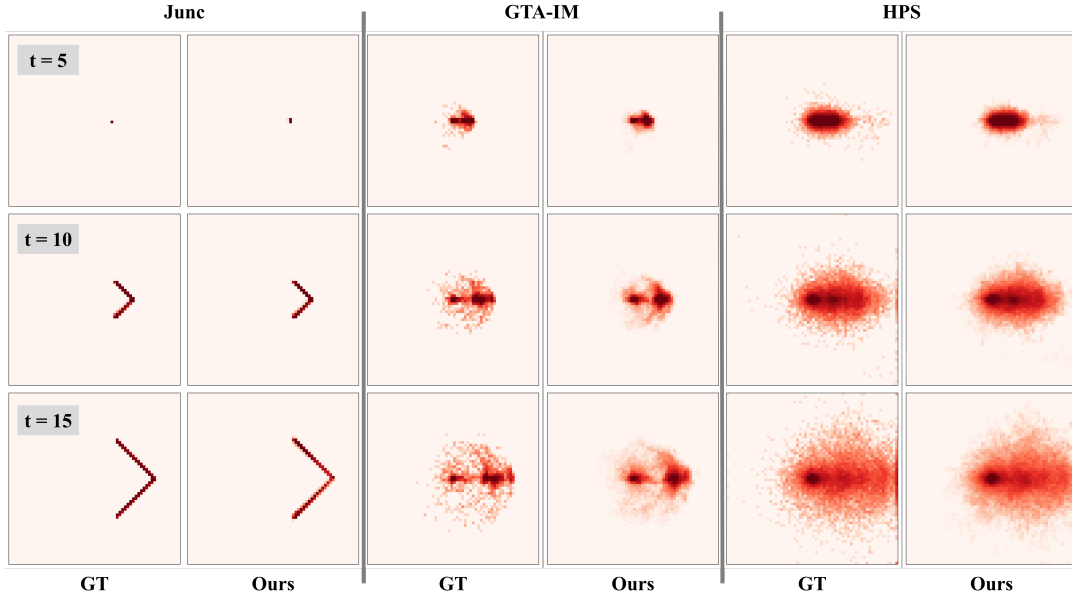 Junc GTA-IM HPS
t = 5
t = 10
t = 15
GT Ours GT Ours GT Ours